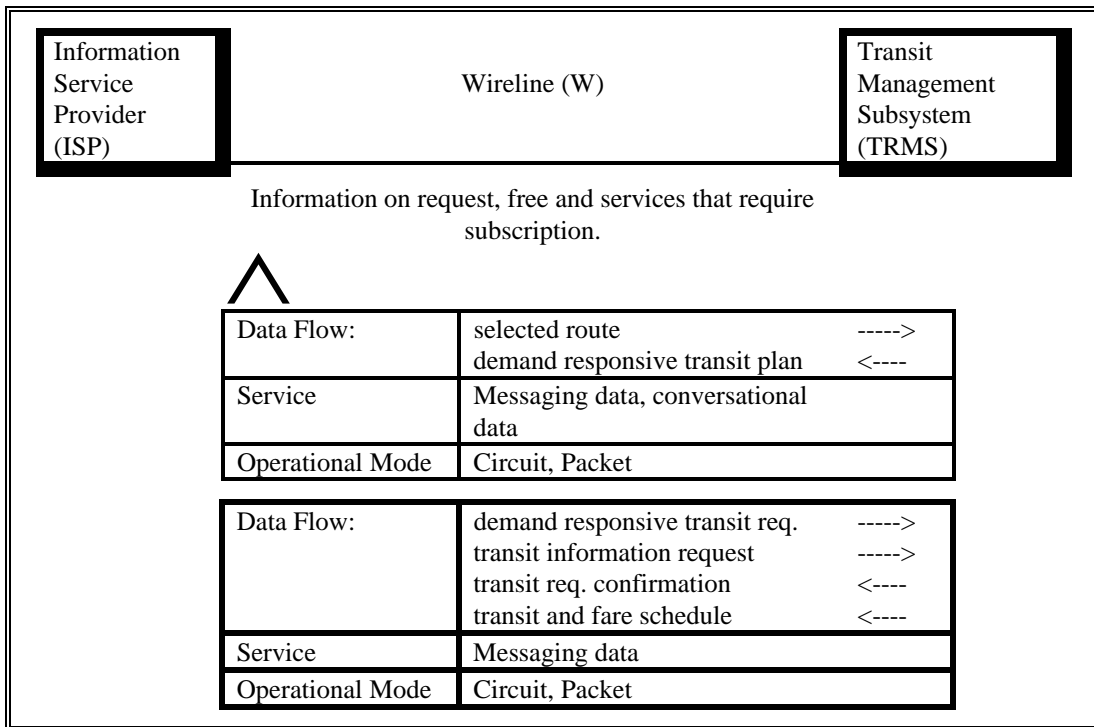 Information
Service
Provider
(ISP)
Wireline (W)
Transit
Management
Subsystem
(TRMS)
Information on request, free and services that require
subscription.
Data Flow: selected route ----->
demand responsive transit plan <----
Service Messaging data, conversational
data
Operational Mode Circuit, Packet
Data Flow: demand responsive transit req. ----->
transit information request ----->
transit req. confirmation <----
transit and fare schedule <----
Service Messaging data
Operational Mode Circuit, Packet